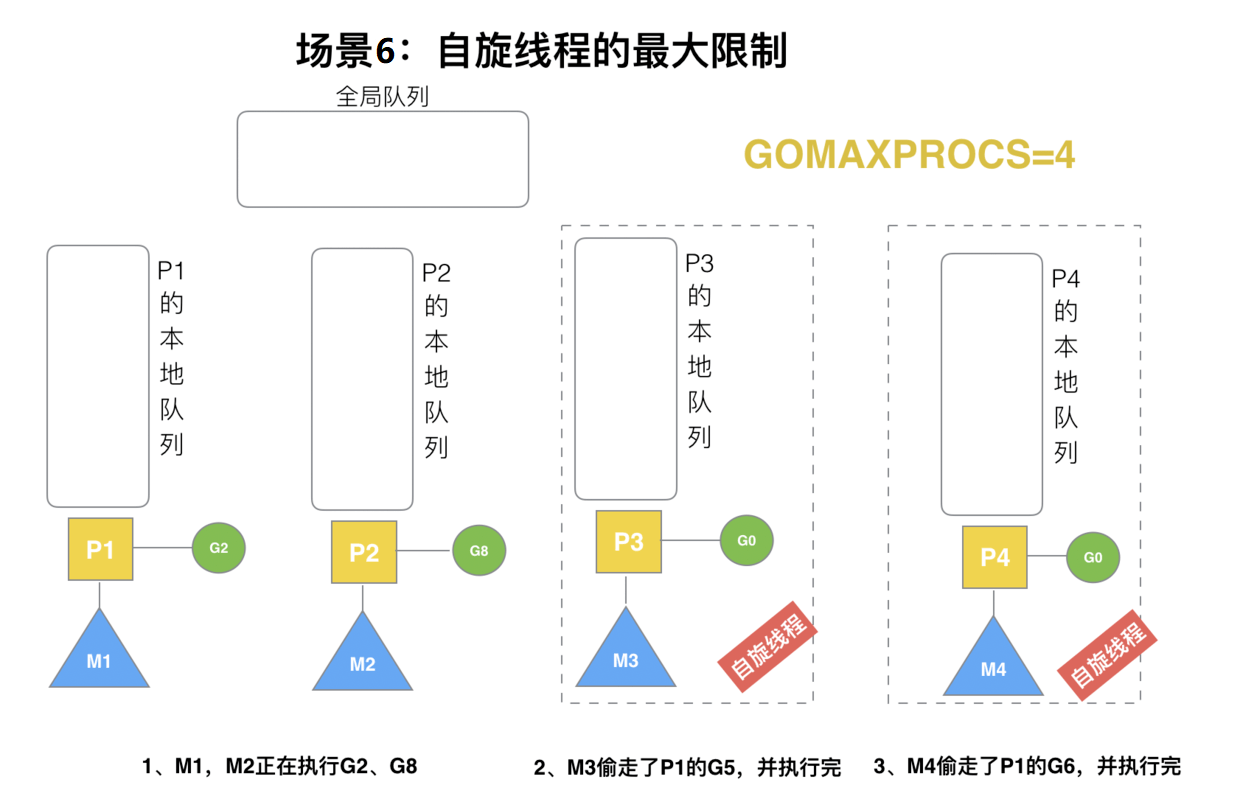 场景6：自旋线程的最大限制
全局队列
GOMAXPROCS=4
P1的本地队列
P2的本地队列
P3的本地队列
P4的本地队列
P1
G2
P2
G8
P3
G0
P4
G0
M1
M2
M3
自旋线程
M4
自旋线程
1、M1，M2正在执行G2、G8
2、M3偷走了P1的G5，并执行完
3、M4偷走了P1的G6，并执行完